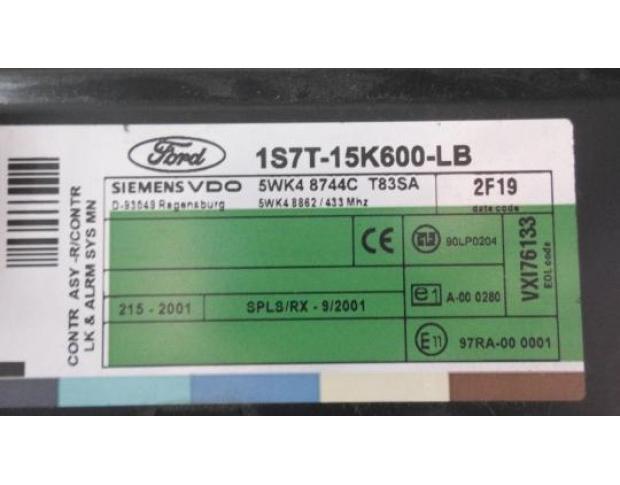 CONTR ASY -R/CONTR
LK & ALRM SYS MN
Ford
1S7T-15K600-LB
SIEMENS VDO 5WK4 8744C T83SA 2F19
D-93049 Regensburg 5WK4 8862 / 433 Mhz date code
CE 90LP0204
e1 A-00 0280
215 - 2001 SPLS/RX - 9/2001
E11 97RA-00 0001
VXI76133
EOL code